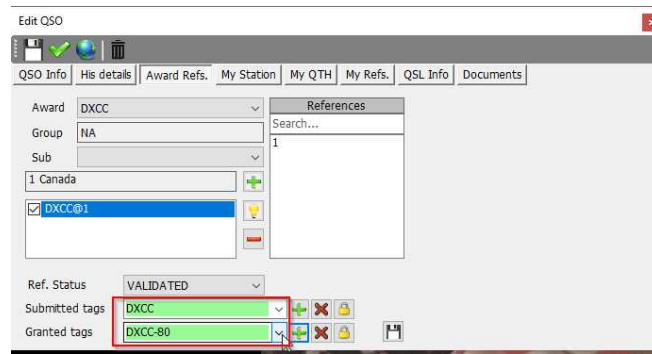 Edit QSO
QSO Info His details Award Refs. My Station My QTH My Refs. QSL Info Documents
Award DXCC
References
Group NA
Search...
1
Sub
1 Canada
DXCC@1
Ref. Status VALIDATED
Submitted tags DXCC
Granted tags DXCC-80